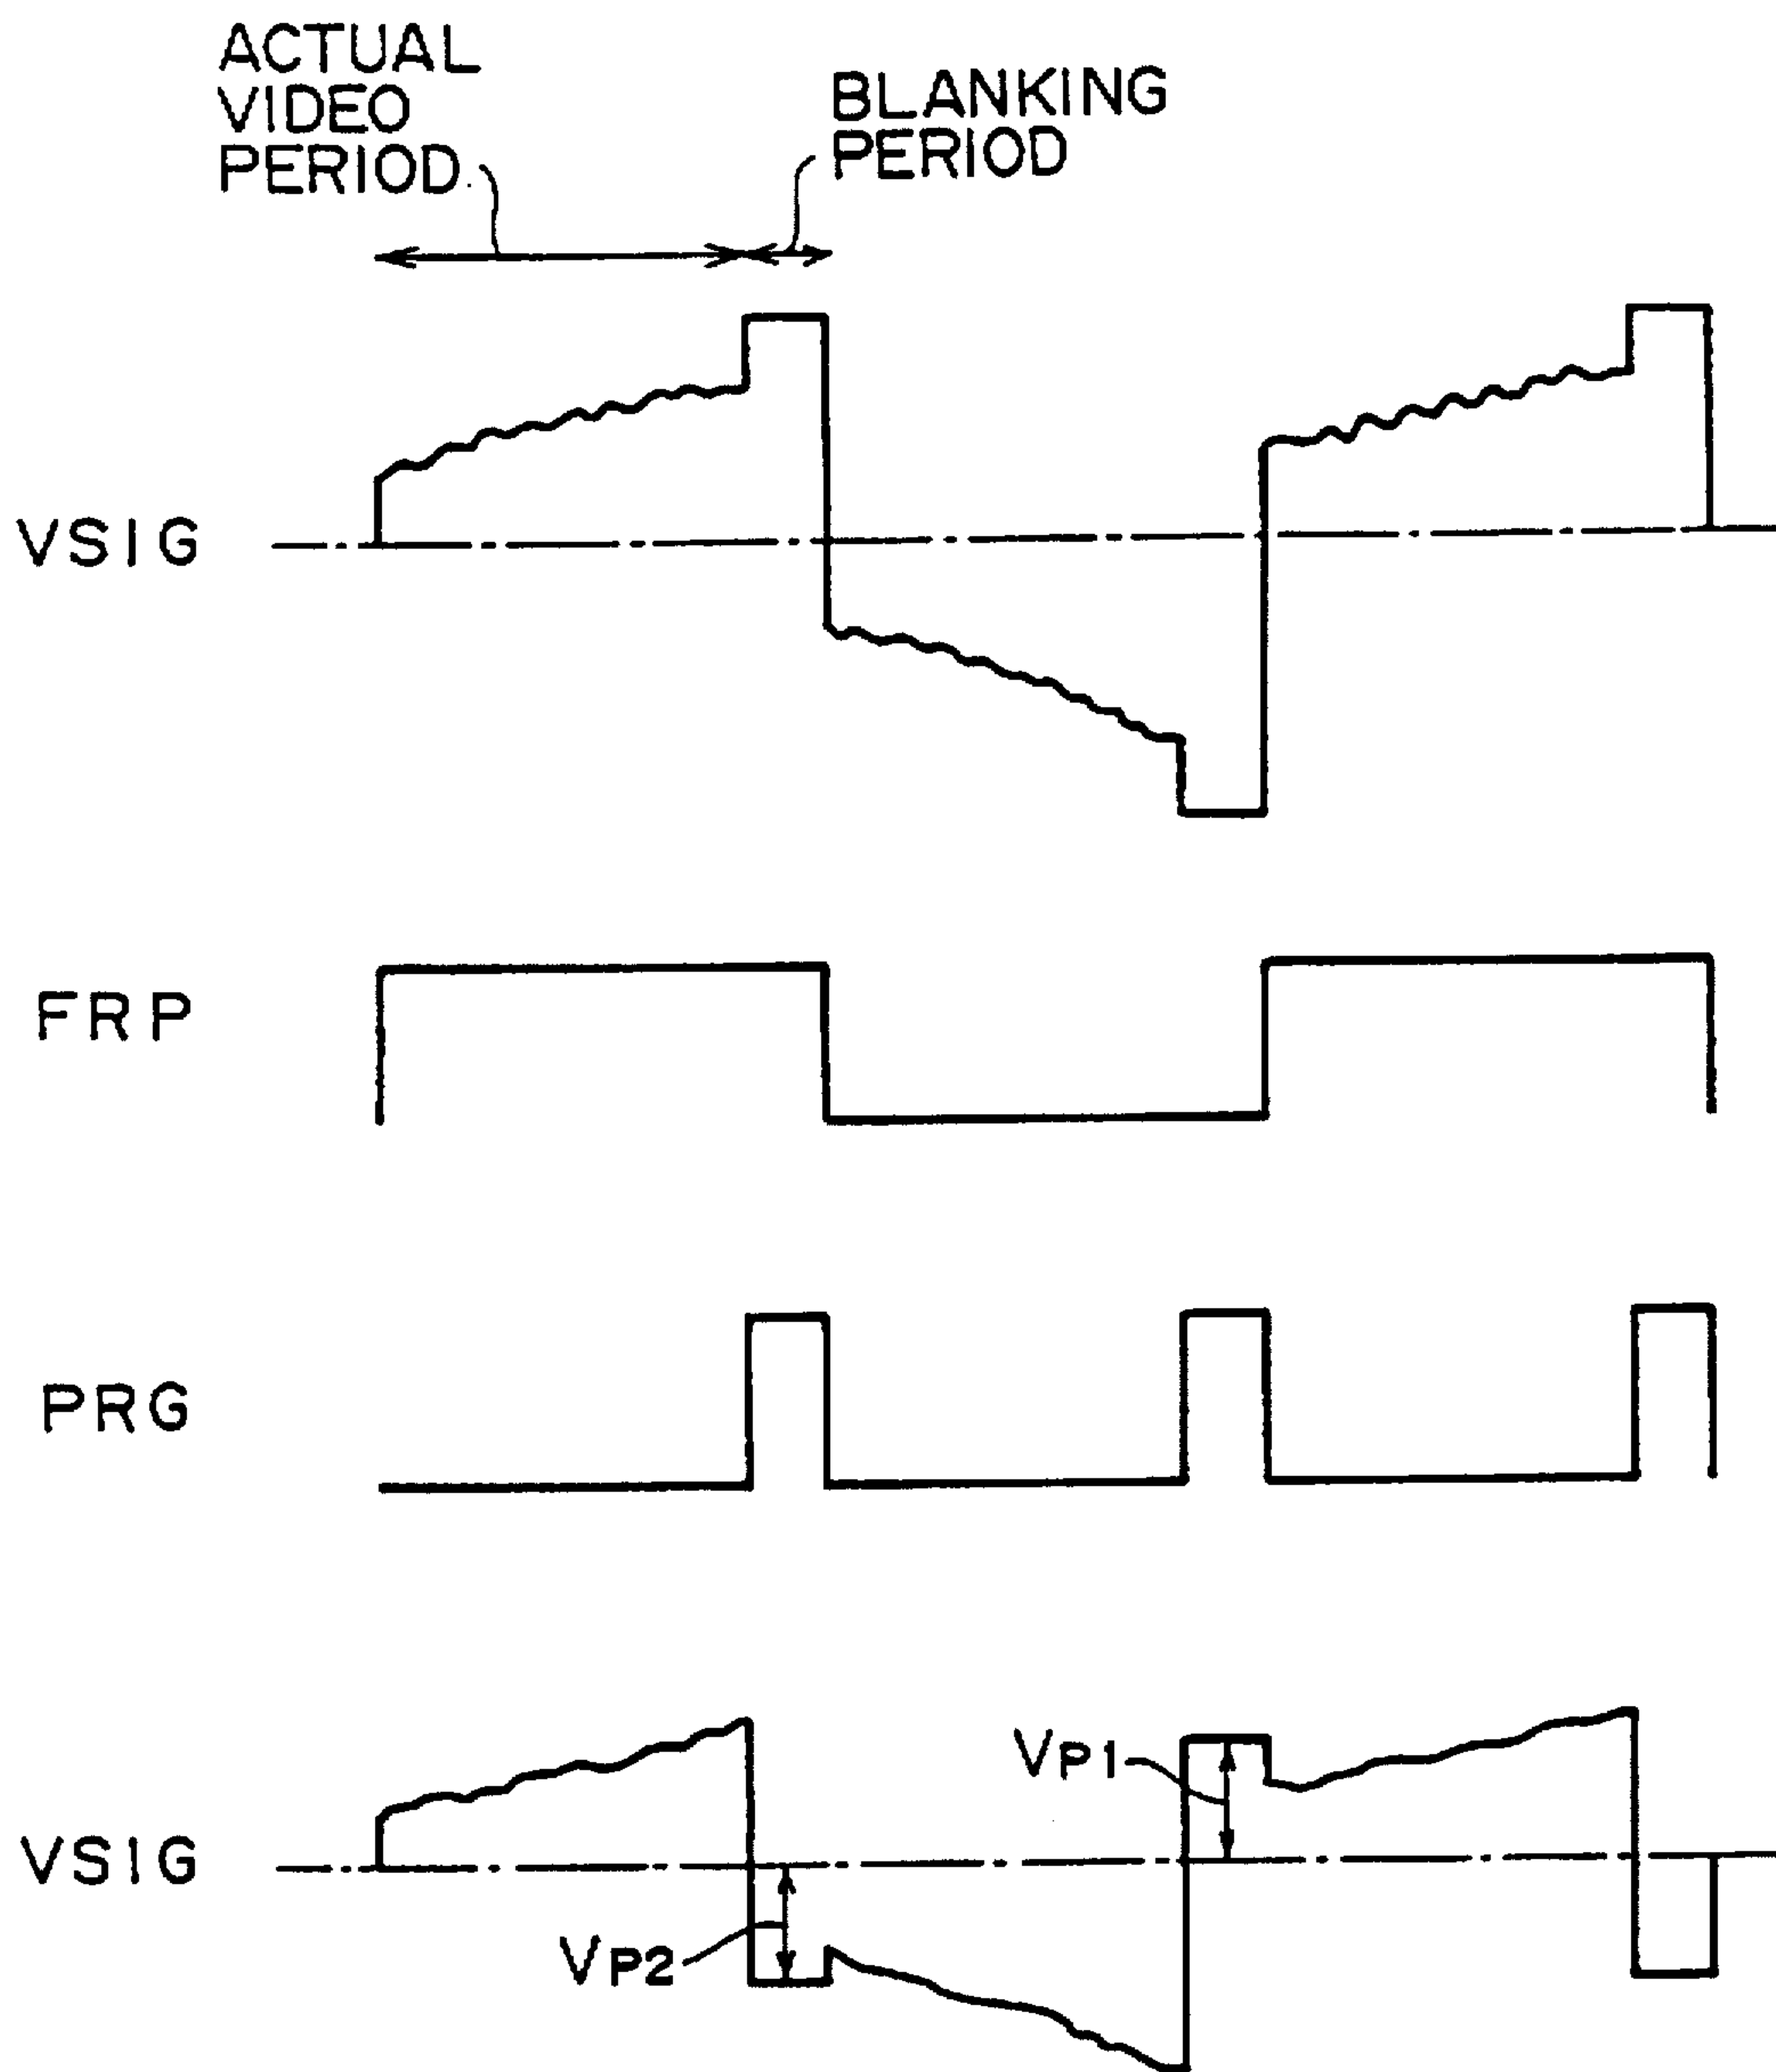 ACTUAL
VIDEO
PERIOD
BLANKING
PERIOD
VSIG
FRP
PRG
VSIG
VP1
VP2